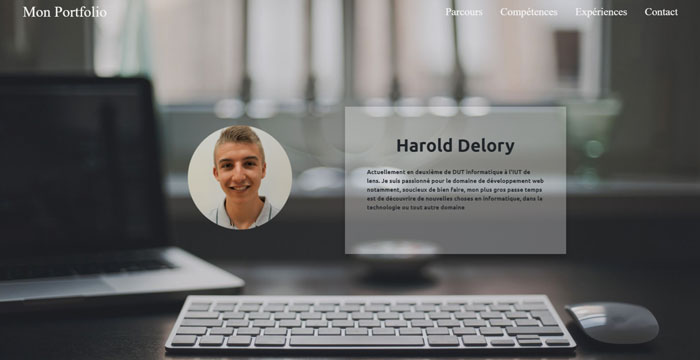 Mon Portfolio
Parcours Compétences Expériences Contact
Harold Delory
Actuellement en deuxième de DUT informatique à l'IUT de
lens. Je suis passionné pour le domaine de développement web
notamment, soucieux de bien faire, mon plus gros passe temps
est de découvrire de nouvelles choses en informatique, dans la
technologie ou tout autre domaine